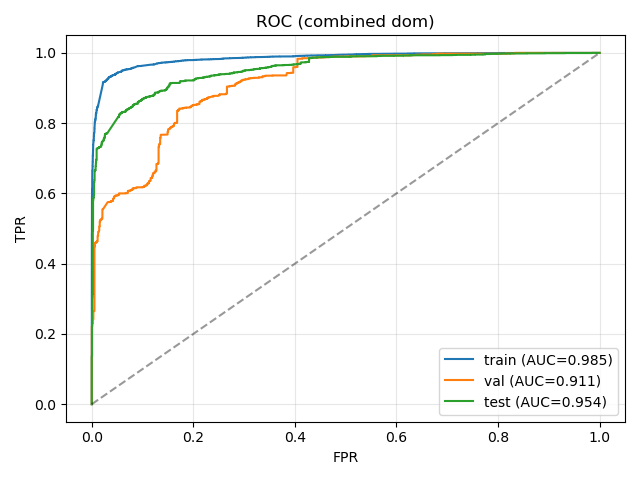 ROC (combined dom)
TPR
1.0
0.8
0.6
0.4
0.2
0.0
train (AUC=0.985)
val (AUC=0.911)
test (AUC=0.954)
0.0 0.2 0.4 0.6 0.8 1.0
FPR